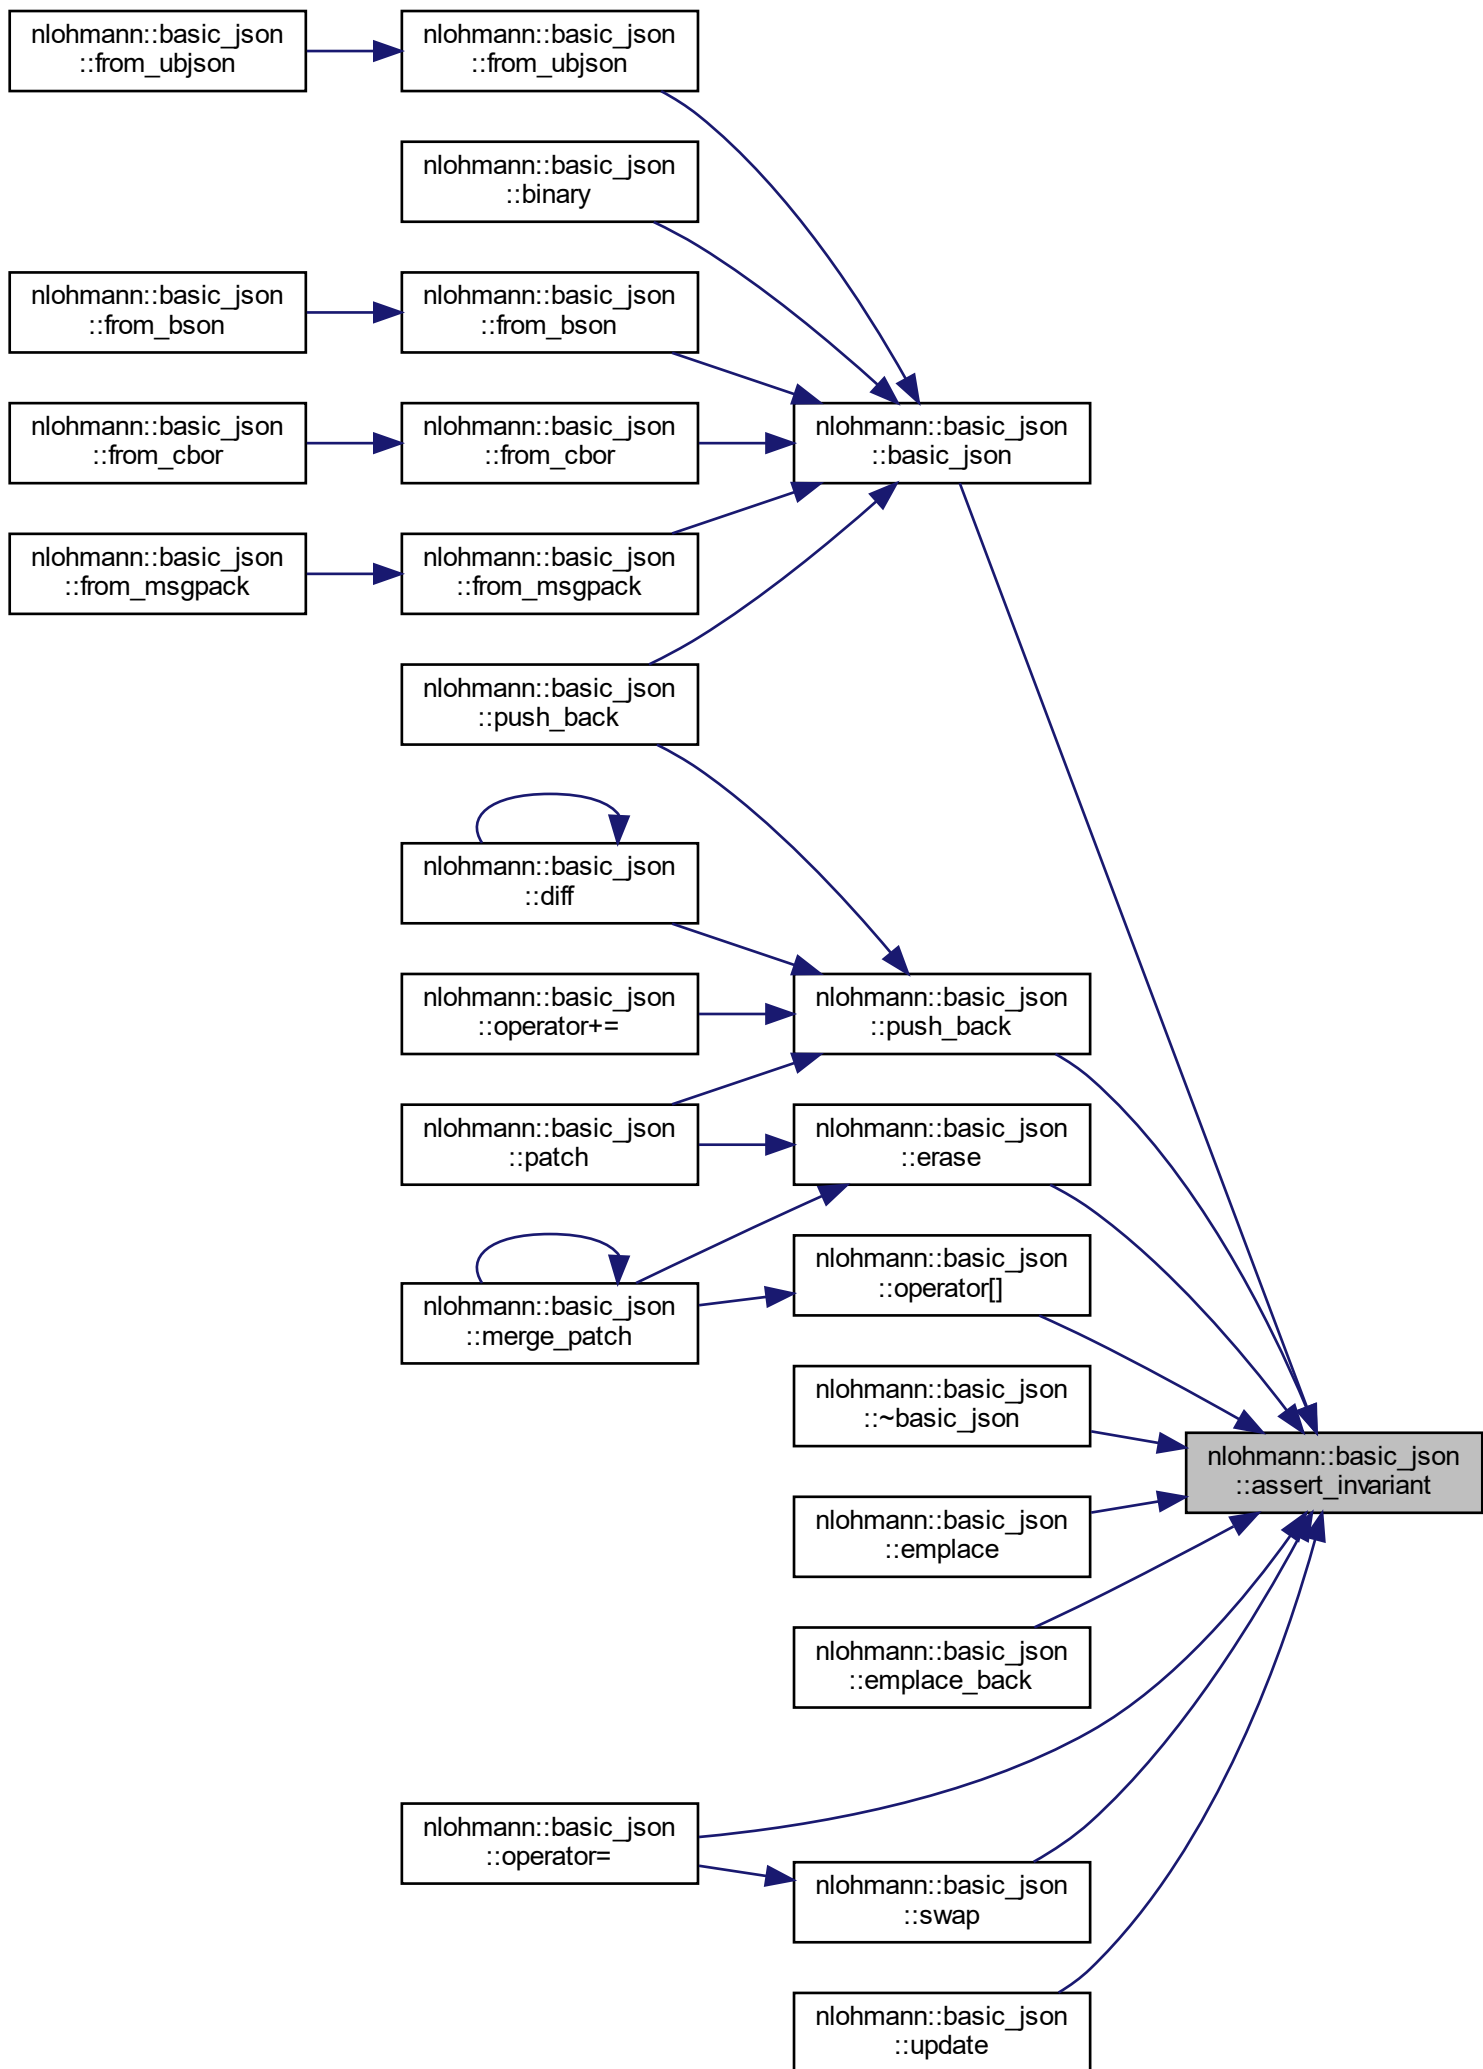 nlohmann::basic_json
::from_ubjson
nlohmann::basic_json
::from_ubjson
nlohmann::basic_json
::binary
nlohmann::basic_json
::from_bson
nlohmann::basic_json
::from_bson
nlohmann::basic_json
::from_cbor
nlohmann::basic_json
::from_cbor
nlohmann::basic_json
::basic_json
nlohmann::basic_json
::from_msgpack
nlohmann::basic_json
::from_msgpack
nlohmann::basic_json
::push_back
nlohmann::basic_json
::diff
nlohmann::basic_json
::operator+=
nlohmann::basic_json
::push_back
nlohmann::basic_json
::patch
nlohmann::basic_json
::erase
nlohmann::basic_json
::merge_patch
nlohmann::basic_json
::operator[]
nlohmann::basic_json
::~basic_json
nlohmann::basic_json
::assert_invariant
nlohmann::basic_json
::emplace
nlohmann::basic_json
::emplace_back
nlohmann::basic_json
::operator=
nlohmann::basic_json
::swap
nlohmann::basic_json
::update